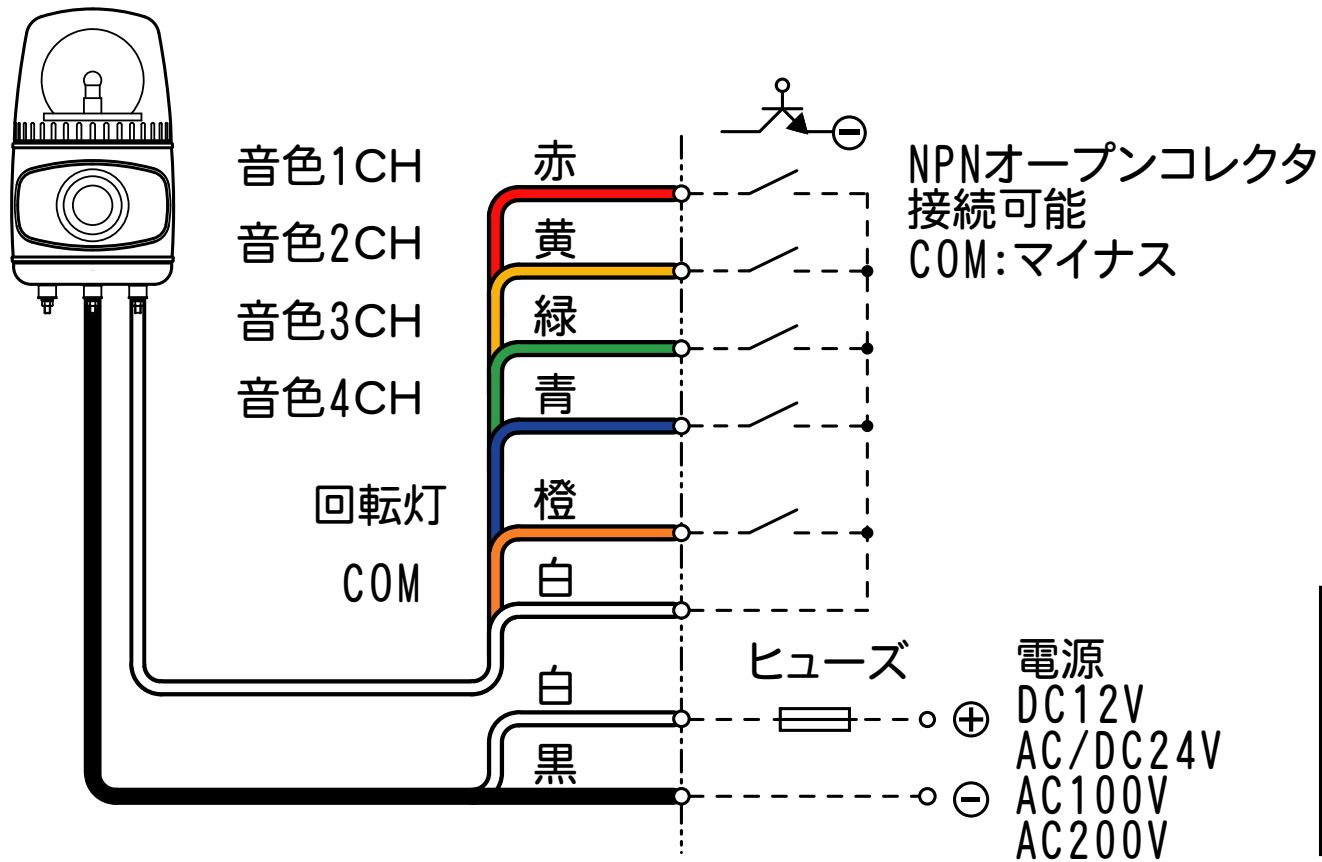 音色1CH
赤
音色2CH
黄
音色3CH
緑
音色4CH
青
回転灯
橙
COM
白
白
黒
NPNオープンコレクタ
接続可能
COM:マイナス
ヒューズ
電源
DC12V
AC/DC24V
AC100V
AC200V